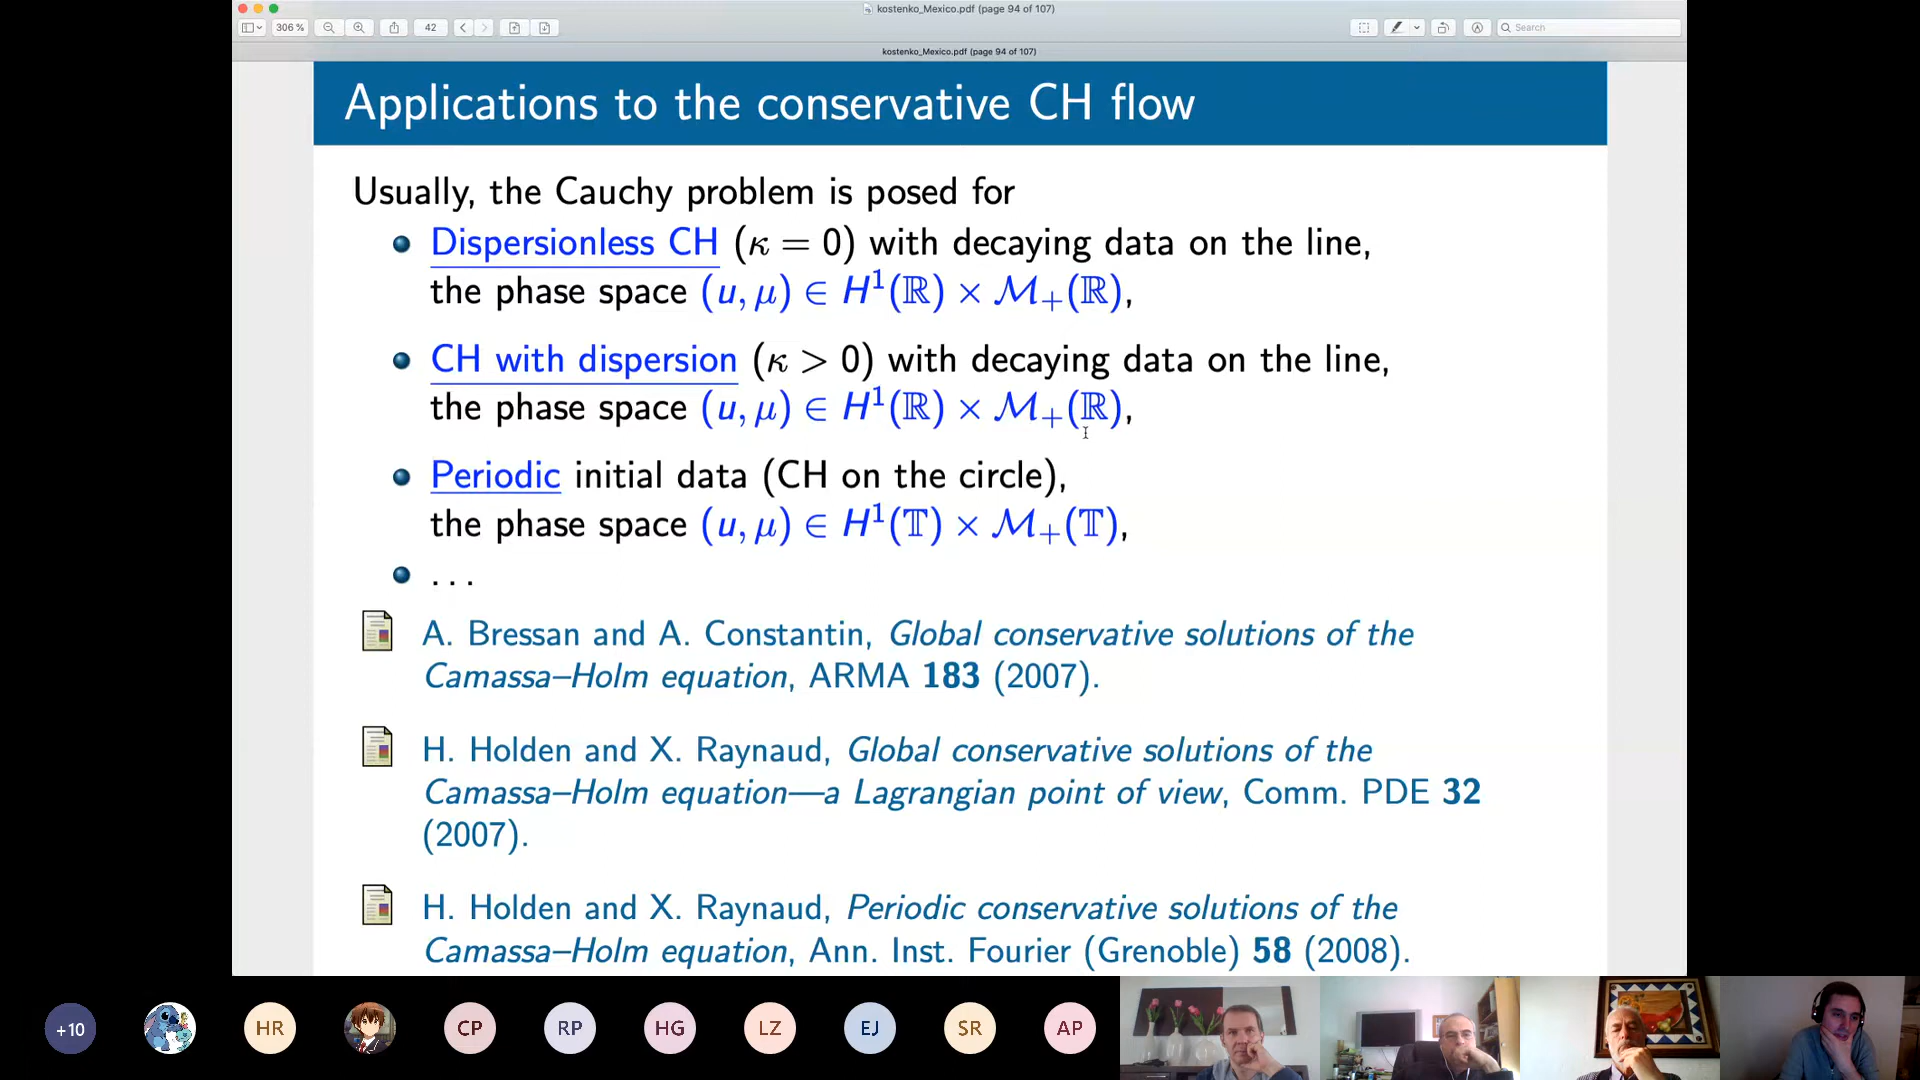 kostenko_Mexico.pdf (page 94 of 107)
306 %
42
Search
kostenko_Mexico.pdf (page 94 of 107)
Applications to the conservative CH flow
Usually, the Cauchy problem is posed for
Dispersionless CH (κ = 0) with decaying data on the line,
the phase space (u, μ) ∈ H¹(ℝ) × ℳ₊(ℝ),
CH with dispersion (κ > 0) with decaying data on the line,
the phase space (u, μ) ∈ H¹(ℝ) × ℳ₊(ℝ),
Periodic initial data (CH on the circle),
the phase space (u, μ) ∈ H¹(𝕋) × ℳ₊(𝕋),
. . .
A. Bressan and A. Constantin, Global conservative solutions of the
Camassa–Holm equation, ARMA 183 (2007).
H. Holden and X. Raynaud, Global conservative solutions of the
Camassa–Holm equation—a Lagrangian point of view, Comm. PDE 32
(2007).
H. Holden and X. Raynaud, Periodic conservative solutions of the
Camassa–Holm equation, Ann. Inst. Fourier (Grenoble) 58 (2008).
+10 HR CP RP HG LZ EJ SR AP